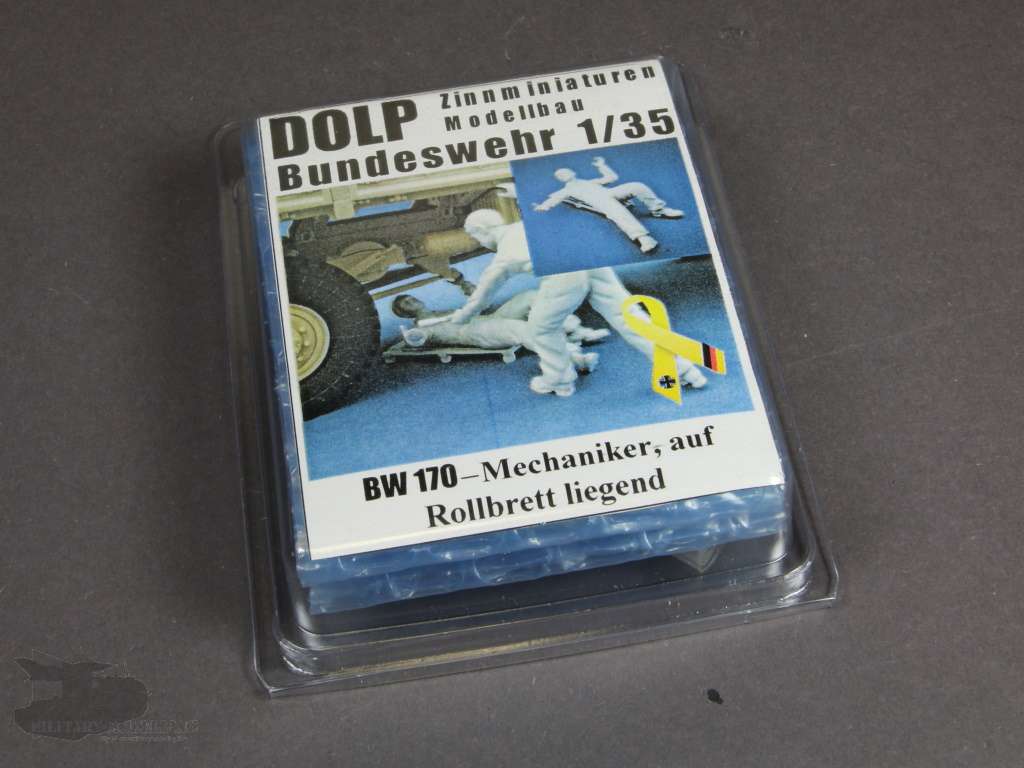 DOLP
Zinnminiaturen
Modellbau
Bundeswehr 1/35
BW 170 – Mechaniker, auf
Rollbrett liegend